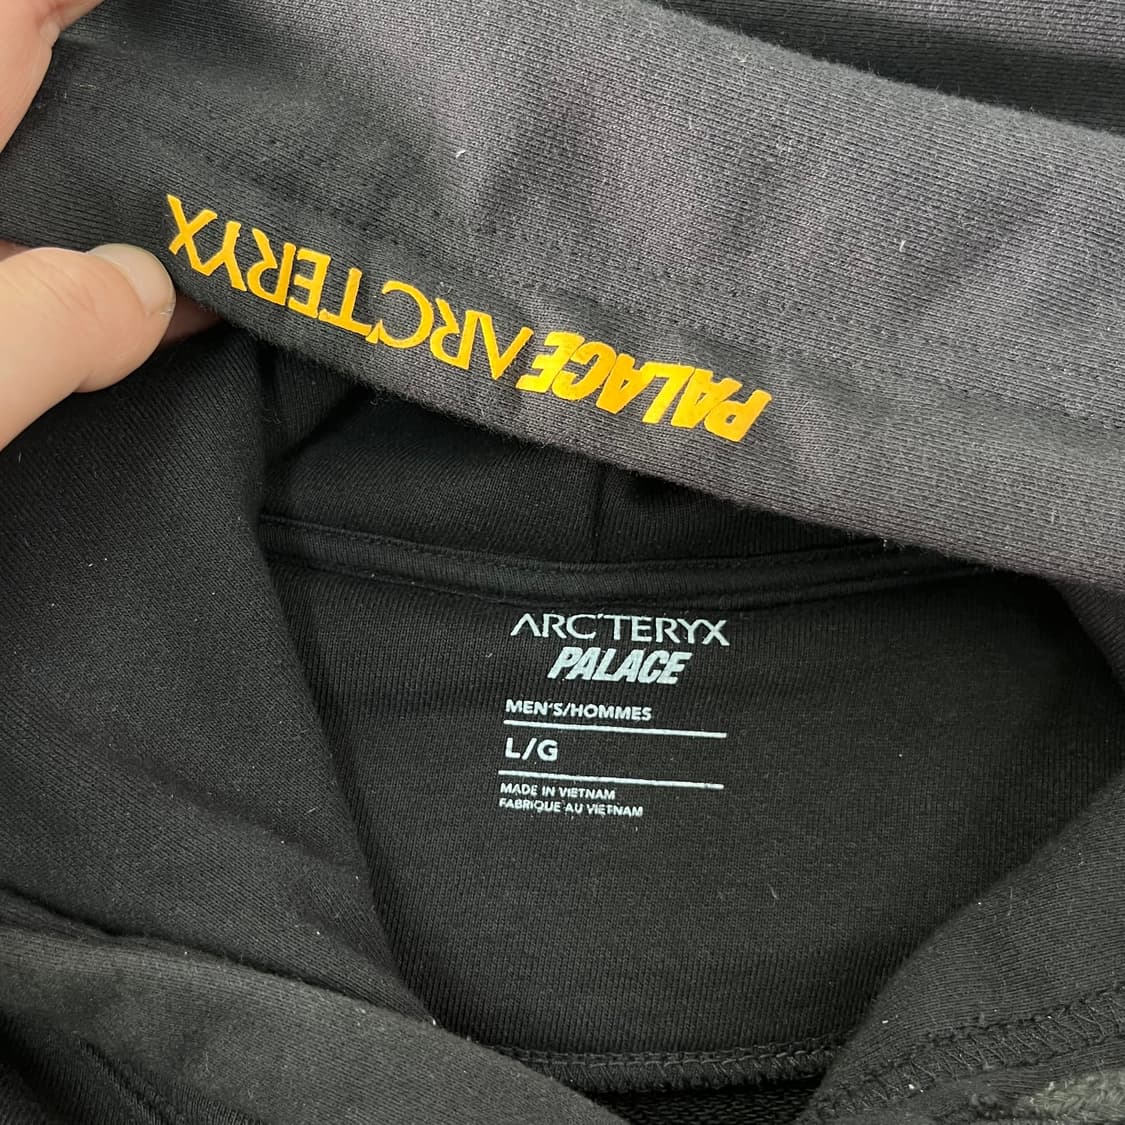 PALACE ARC'TERYX
ARC'TERYX
PALACE
MEN'S/HOMMES
L/G
MADE IN VIETNAM
FABRIQUE AU VIETNAM